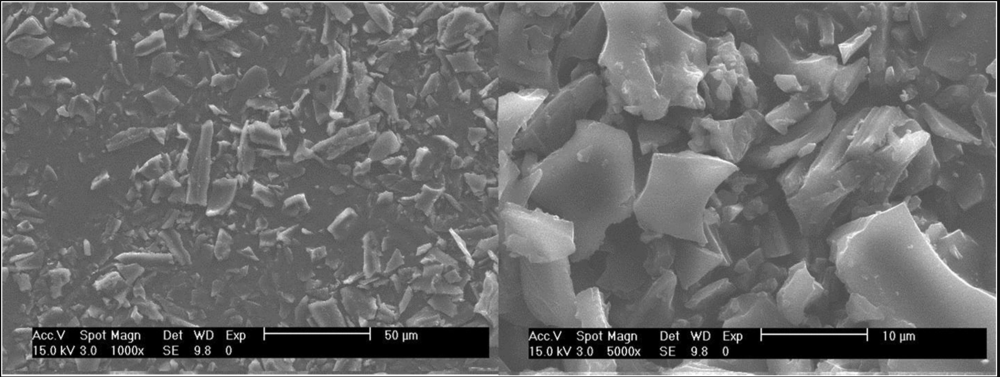 Acc.V Spot Magn Det WD Exp 50 µm
15.0 kV 3.0 1000x SE 9.8 0
Acc.V Spot Magn Det WD Exp 10 µm
15.0 kV 3.0 5000x SE 9.8 0